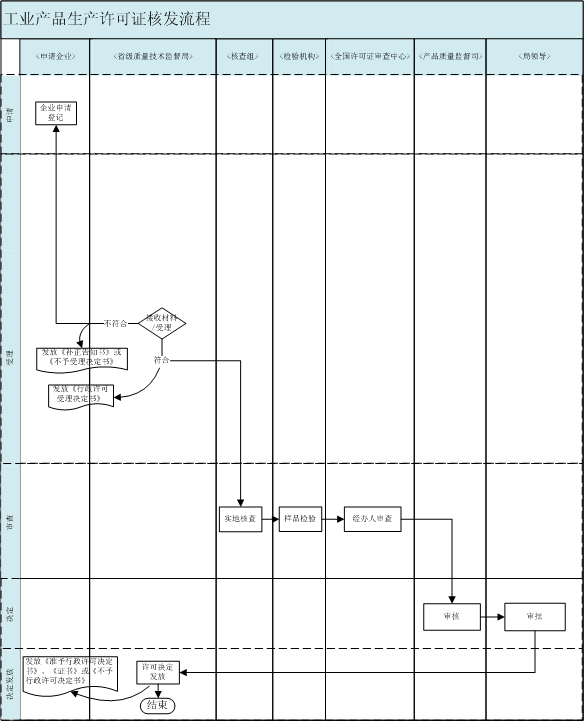 工业产品生产许可证核发流程
<申请企业> <省级质量技术监督局> <核查组> <检验机构> <全国许可证审查中心> <产品质量监督司> <局领导>
申请
企业申请
登记
受理
不符合
接收材料
/受理
符合
发放《补正告知书》或
《不予受理决定书》
发放《行政许可
受理决定书》
审查
实地核查
样品检验
经办人审查
决定
审核
审批
决定发放
发放《准予行政许可决定
书》、《证书》或《不予
行政许可决定书》
许可决定
发放
结束